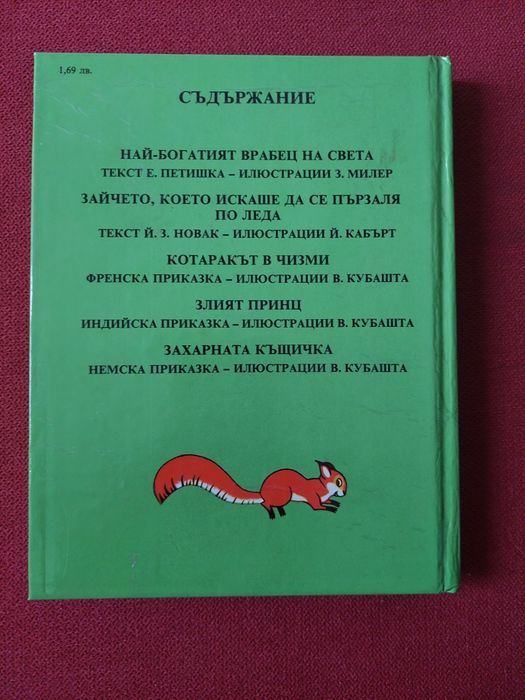 1,69 лв.
СЪДЪРЖАНИЕ
НАЙ-БОГАТИЯТ ВРАБЕЦ НА СВЕТА
ТЕКСТ Е. ПЕТИШКА – ИЛЮСТРАЦИИ З. МИЛЕР
ЗАЙЧЕТО, КОЕТО ИСКАШЕ ДА СЕ ПЪРЗАЛЯ
ПО ЛЕДА
ТЕКСТ Й. З. НОВАК – ИЛЮСТРАЦИИ Й. КАБЪРТ
КОТАРАКЪТ В ЧИЗМИ
ФРЕНСКА ПРИКАЗКА – ИЛЮСТРАЦИИ В. КУБАШТА
ЗЛИЯТ ПРИНЦ
ИНДИЙСКА ПРИКАЗКА – ИЛЮСТРАЦИИ В. КУБАШТА
ЗАХАРНАТА КЪЩИЧКА
НЕМСКА ПРИКАЗКА – ИЛЮСТРАЦИИ В. КУБАШТА